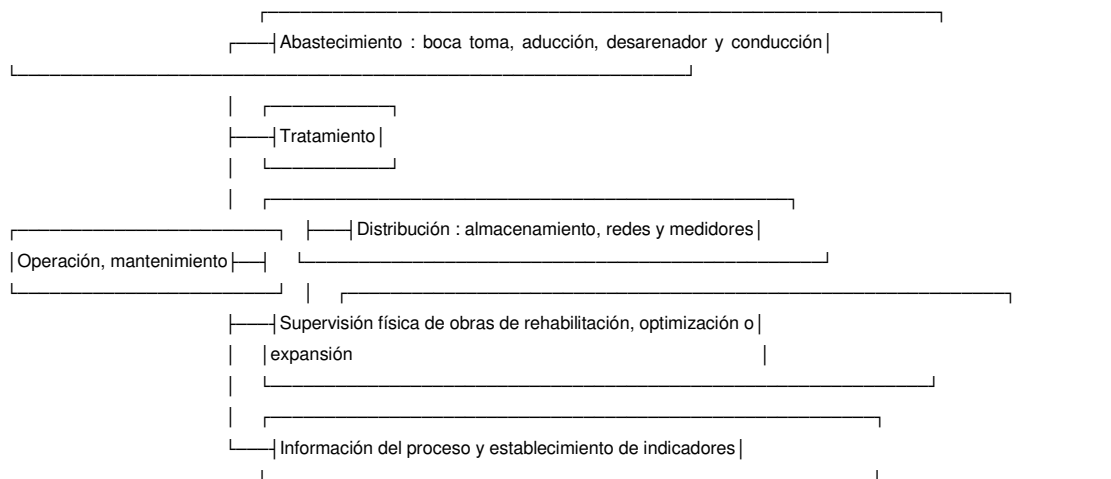 Abastecimiento : boca toma, aducción, desarenador y conducción
Tratamiento
Distribución : almacenamiento, redes y medidores
Operación, mantenimiento
Supervisión física de obras de rehabilitación, optimización o
expansión
Información del proceso y establecimiento de indicadores